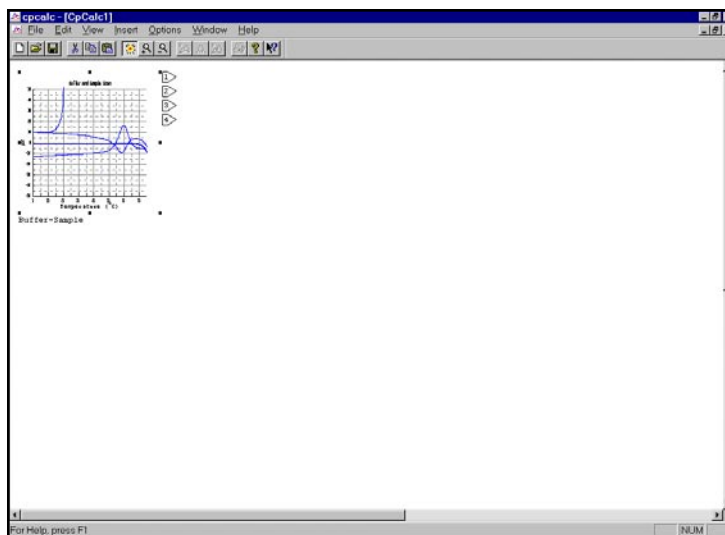 cpcalc - [CpCalc1]
File Edit View Insert Options Window Help
1
2
3
4
Buffer-Sample
For Help, press F1
NUM